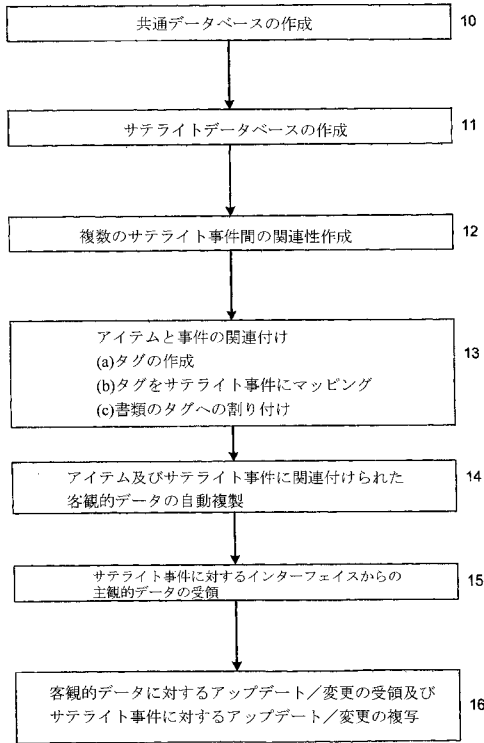 共通データベースの作成
10
サテライトデータベースの作成
11
複数のサテライト事件間の関連性作成
12
アイテムと事件の関連付け
(a)タグの作成
(b)タグをサテライト事件にマッピング
(c)書類のタグへの割り付け
13
アイテム及びサテライト事件に関連付けられた
客観的データの自動複製
14
サテライト事件に対するインターフェイスからの
主観的データの受領
15
客観的データに対するアップデート／変更の受領及び
サテライト事件に対するアップデート／変更の複写
16